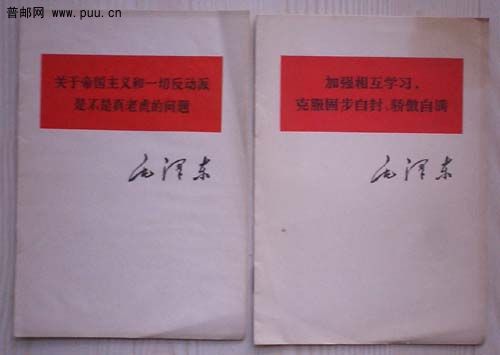 普邮网
www.puu.cn
关于帝国主义和一切反动派
是不是真老虎的问题
毛泽东
加强相互学习，
克服固步自封、骄傲自满
毛泽东